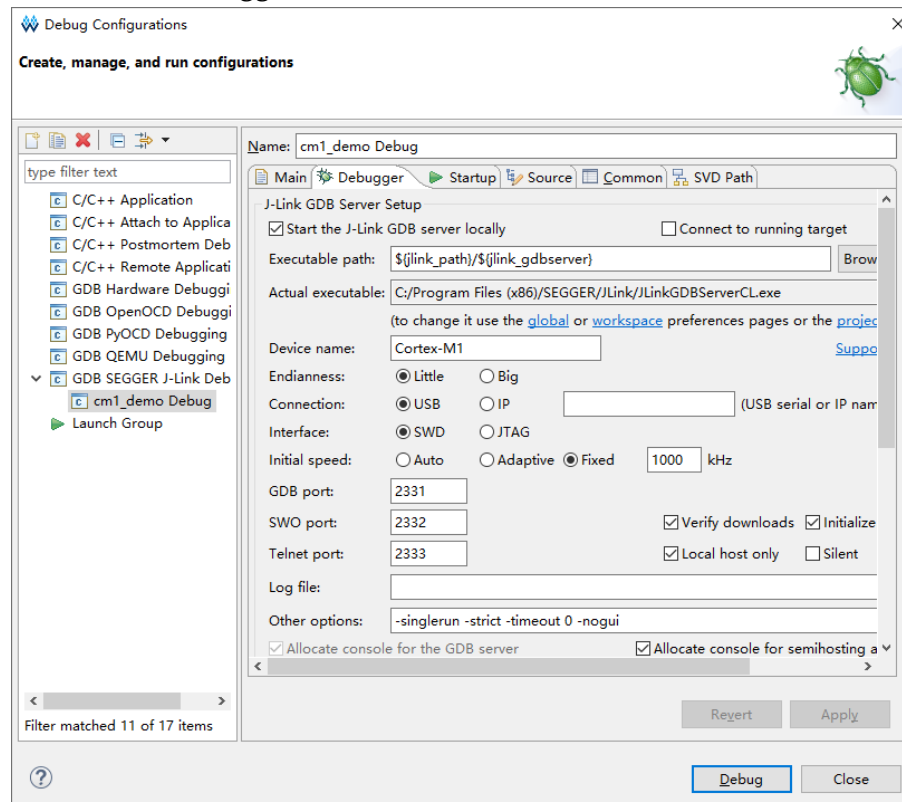 Debug Configurations
Create, manage, and run configurations
type filter text
C/C++ Application
C/C++ Attach to Applica
C/C++ Postmortem Deb
C/C++ Remote Applicati
GDB Hardware Debuggi
GDB OpenOCD Debuggi
GDB PyOCD Debugging
GDB QEMU Debugging
GDB SEGGER J-Link Deb
cm1_demo Debug
Launch Group
Filter matched 11 of 17 items
Name: cm1_demo Debug
Main Debugger Startup Source Common SVD Path
J-Link GDB Server Setup
Start the J-Link GDB server locally Connect to running target
Executable path: ${jlink_path}/${jlink_gdbserver} Brow
Actual executable: C:/Program Files (x86)/SEGGER/JLink/JLinkGDBServerCL.exe
(to change it use the global or workspace preferences pages or the projec
Device name: Cortex-M1 Suppo
Endianness: Little Big
Connection: USB IP (USB serial or IP nam
Interface: SWD JTAG
Initial speed: Auto Adaptive Fixed 1000 kHz
GDB port: 2331
SWO port: 2332 Verify downloads Initialize
Telnet port: 2333 Local host only Silent
Log file:
Other options: -singlerun -strict -timeout 0 -nogui
Allocate console for the GDB server Allocate console for semihosting a
Revert Apply
Debug Close